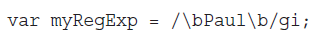 var myRegExp = /\bPaul\b/gi;